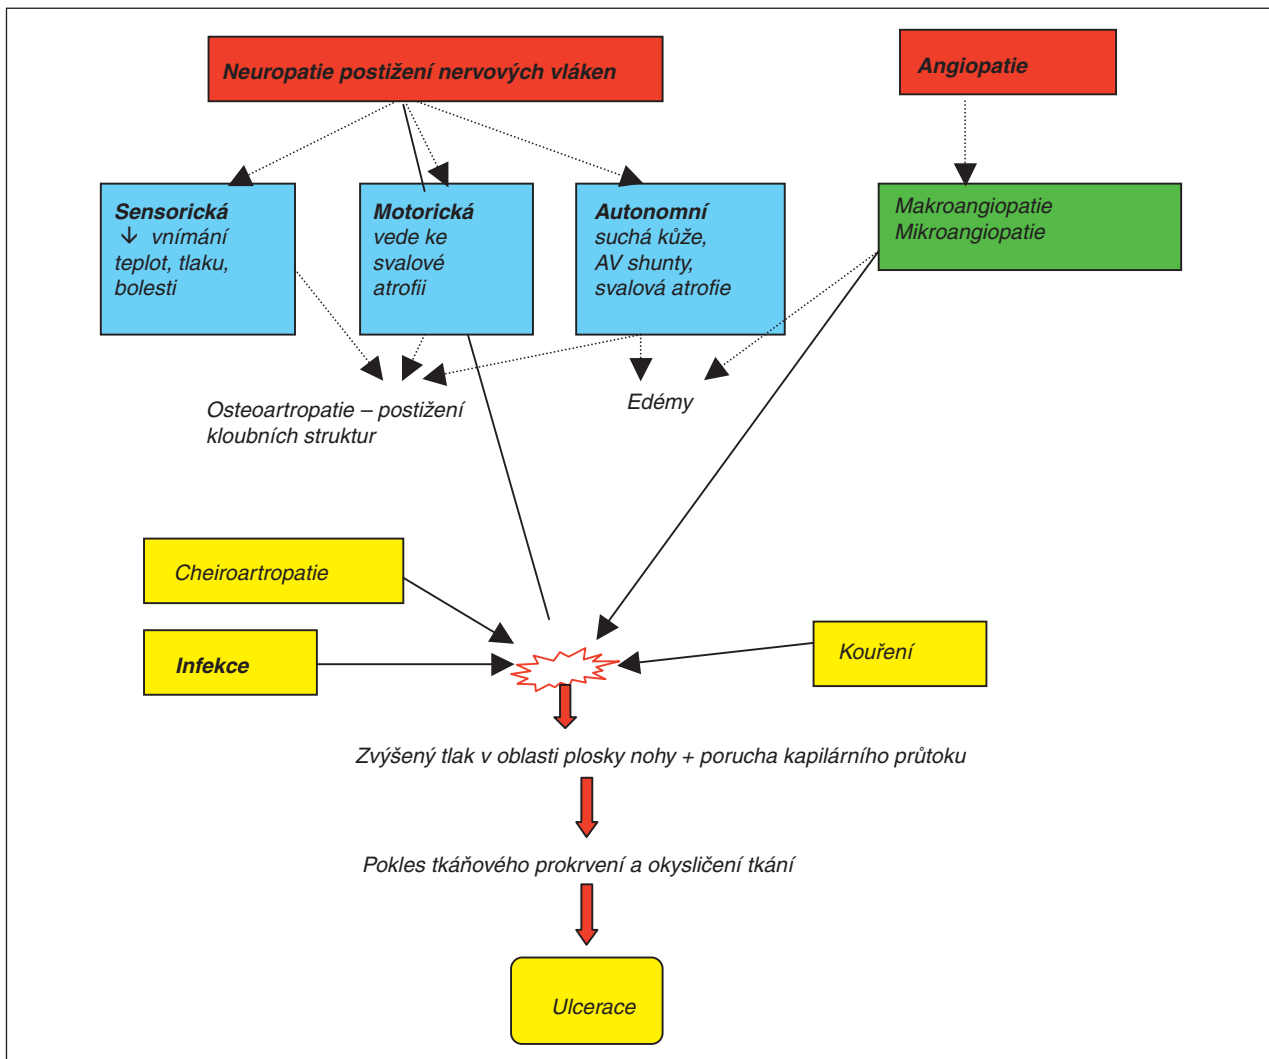 Neuropatie postižení nervových vláken
Angiopatie
Sensorická
↓ vnímání
teplot, tlaku,
bolesti
Motorická
vede ke
svalové
atrofii
Autonomní
suchá kůže,
AV shunty,
svalová atrofie
Makroangiopatie
Mikroangiopatie
Osteoartropatie – postižení
kloubních struktur
Edémy
Cheiroartropatie
Infekce
Kouření
Zvýšený tlak v oblasti plosky nohy + porucha kapilárního průtoku
Pokles tkáňového prokrvení a okysličení tkání
Ulcerace